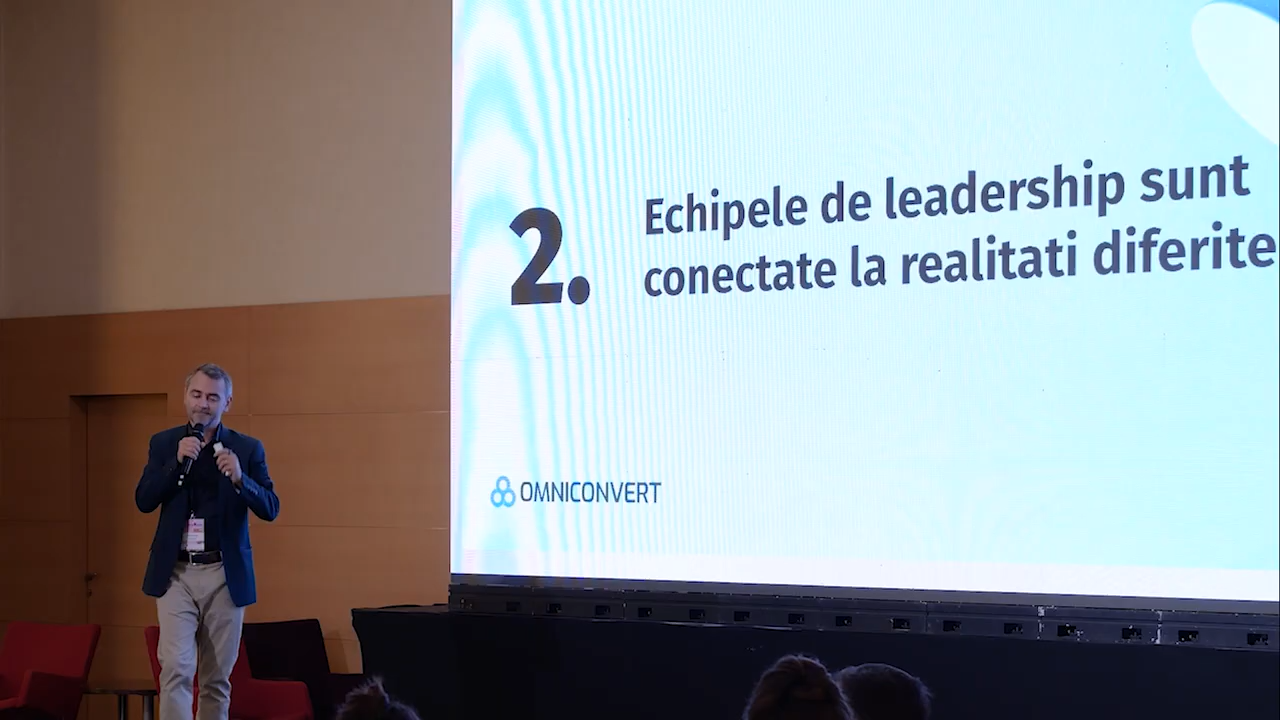 2.
Echipele de leadership sunt
conectate la realitati diferite
OMNICONVERT